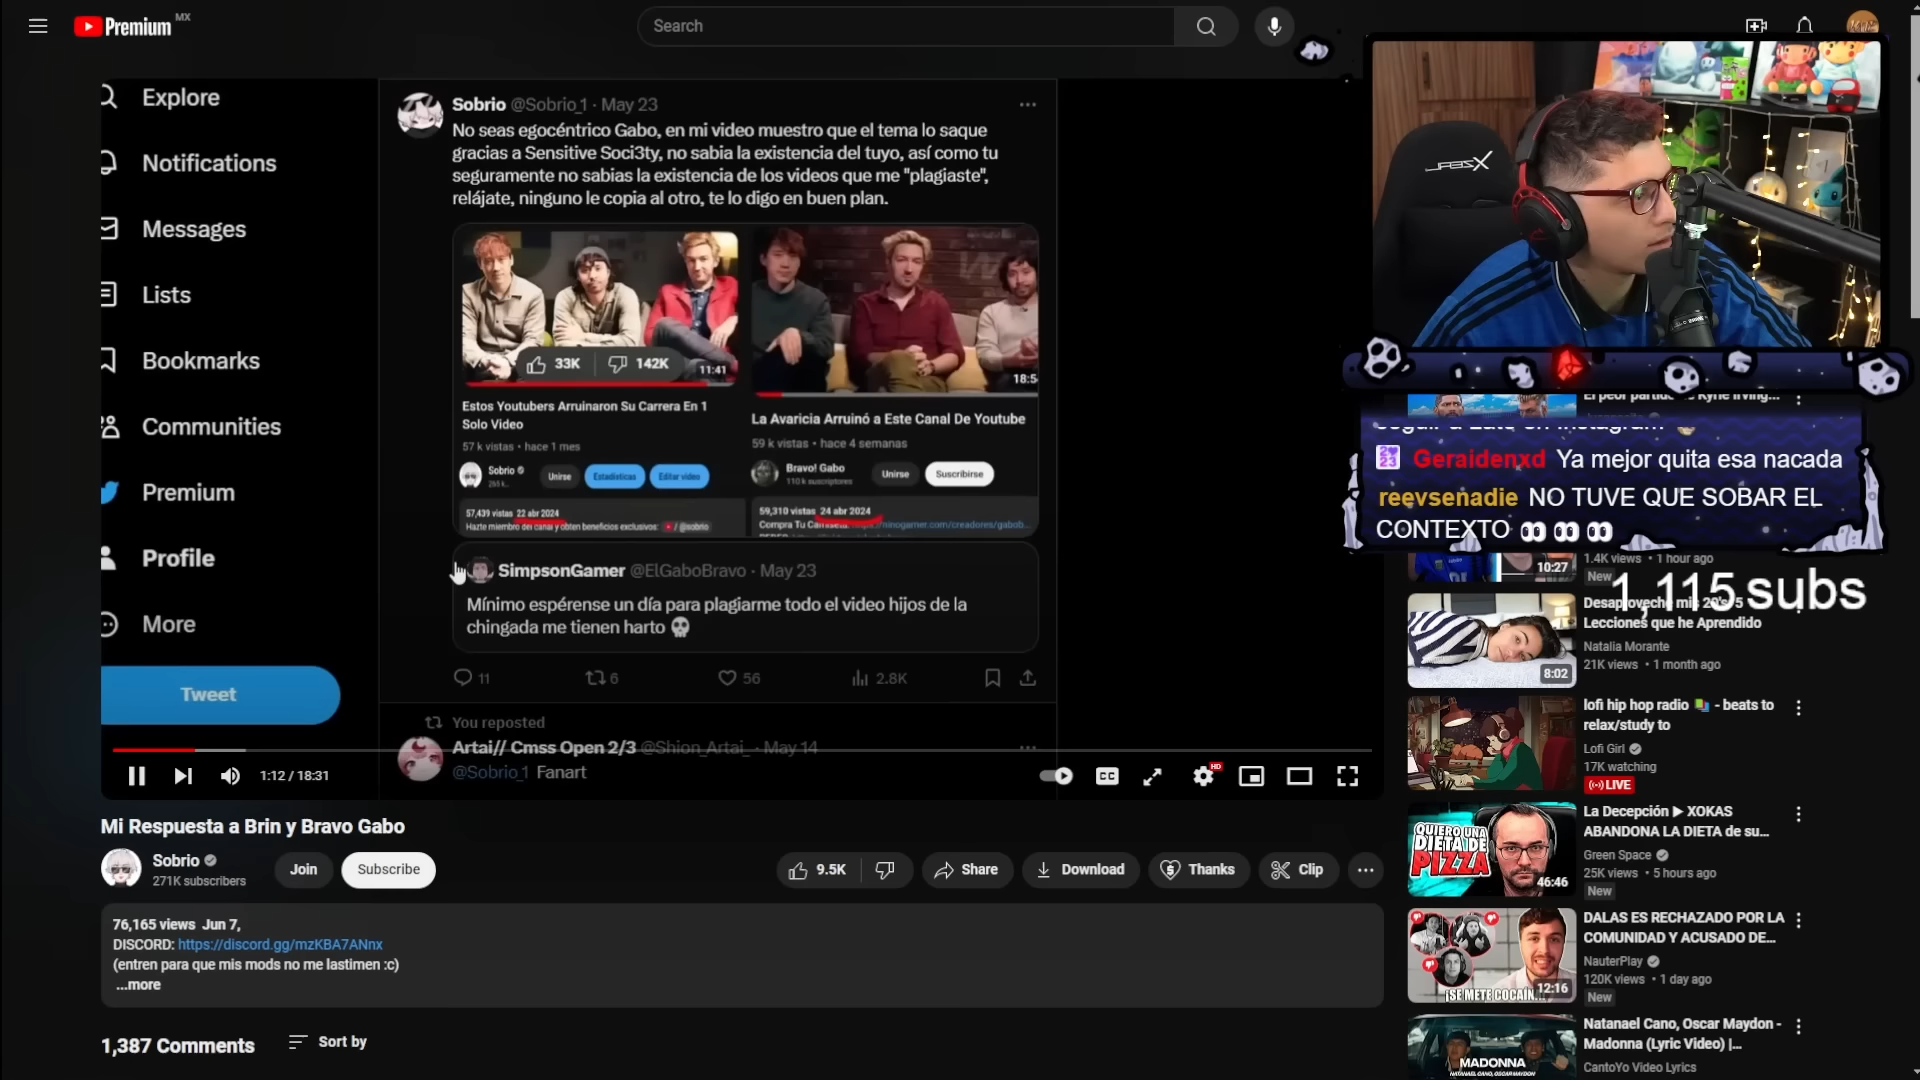 Premium MX
Search
Explore
Notifications
Messages
Lists
Bookmarks
Communities
Premium
Profile
More
Tweet
Sobrio @Sobrio_1 · May 23
No seas egocéntrico Gabo, en mi video muestro que el tema lo saque
gracias a Sensitive Soci3ty, no sabia la existencia del tuyo, así como tu
seguramente no sabias la existencia de los videos que me "plagiaste",
relájate, ninguno le copia al otro, te lo digo en buen plan.
33K 142K 11:41
Estos Youtubers Arruinaron Su Carrera En 1
Solo Video
57 k vistas · hace 1 mes
Sobrio
Unirse Estadísticas Editar video
57,439 vistas 22 abr 2024
Hazte miembro del canal y obten beneficios exclusivos: / @sobrio
18:5
La Avaricia Arruinó a Este Canal De Youtube
59 k vistas · hace 4 semanas
Bravo! Gabo
110 k suscriptores
Unirse Suscribirse
59,310 vistas 24 abr 2024
Compra Tu
SimpsonGamer @ElGaboBravo · May 23
Mínimo espérense un día para plagiarme todo el video hijos de la
chingada me tienen harto 💀
11 6 56 2.8K
You reposted
Artai// Cmss Open 2/3 @Shion_Artai_ · May 14
@Sobrio_1 Fanart
1:12 / 18:31
CC HD
Mi Respuesta a Brin y Bravo Gabo
Sobrio
271K subscribers
Join Subscribe
9.5K Share Download Thanks Clip
76,165 views Jun 7,
DISCORD: https://discord.gg/mzKBA7ANnx
(entren para que mis mods no me lastimen :c)
...more
1,387 Comments Sort by
Geraidenxd Ya mejor quita esa nacada
reevsenadie NO TUVE QUE SOBAR EL
CONTEXTO 👀 👀 👀
10:27
1.4K views · 1 hour ago
New
1,115 subs
8:02
Lecciones que he Aprendido
Natalia Morante
21K views · 1 month ago
lofi hip hop radio 📚 - beats to
relax/study to
Lofi Girl
17K watching
LIVE
QUIERO UNA
DIETA DE
PIZZA
46:46
La Decepción ▶ XOKAS
ABANDONA LA DIETA de su...
Green Space
25K views · 5 hours ago
New
¡SE METE COCAÍN...
12:16
DALAS ES RECHAZADO POR LA
COMUNIDAD Y ACUSADO DE...
NauterPlay
120K views · 1 day ago
New
MADONNA
NATANAEL CANO, OSCAR MAYDON
Natanael Cano, Oscar Maydon -
Madonna (Lyric Video) |...
CantoYo Video Lyrics